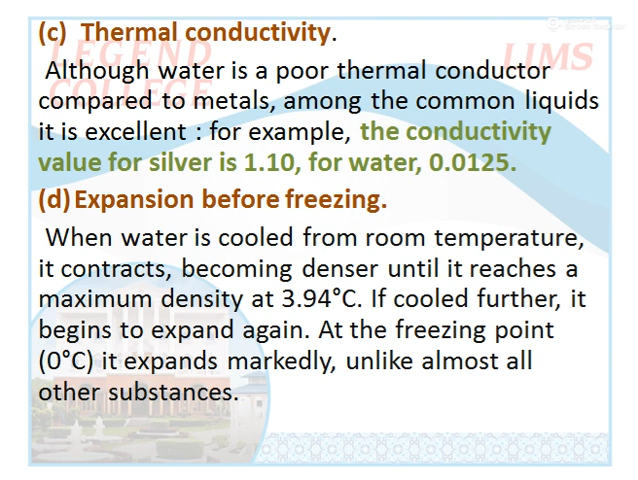 (c) Thermal conductivity.
LEGEND
COLLEGE
LIMS
Although water is a poor thermal conductor
compared to metals, among the common liquids
it is excellent : for example, the conductivity
value for silver is 1.10, for water, 0.0125.
(d) Expansion before freezing.
When water is cooled from room temperature,
it contracts, becoming denser until it reaches a
maximum density at 3.94°C. If cooled further, it
begins to expand again. At the freezing point
(0°C) it expands markedly, unlike almost all
other substances.